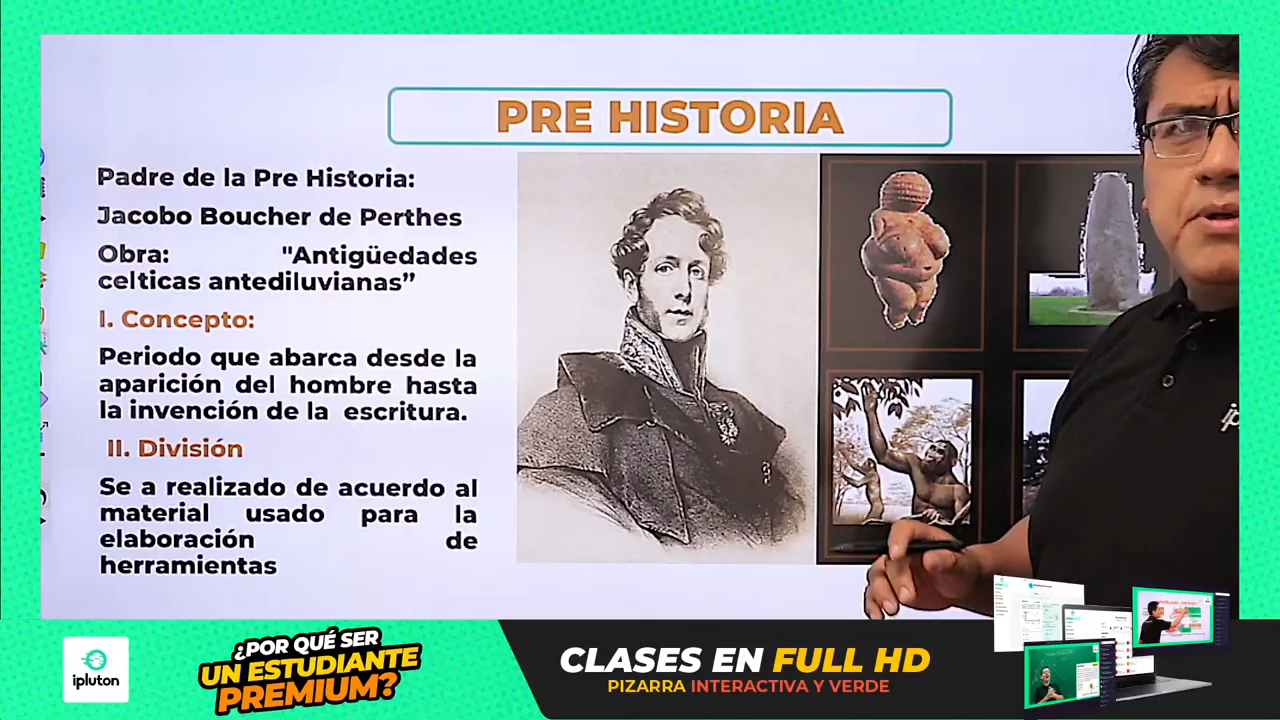 PRE HISTORIA
Padre de la Pre Historia:
Jacobo Boucher de Perthes
Obra: "Antigüedades
celticas antediluvianas”
I. Concepto:
Periodo que abarca desde la
aparición del hombre hasta
la invención de la escritura.
II. División
Se a realizado de acuerdo al
material usado para la
elaboración de
herramientas
ipluton
¿POR QUÉ SER
UN ESTUDIANTE
PREMIUM?
CLASES EN FULL HD
PIZARRA INTERACTIVA Y VERDE